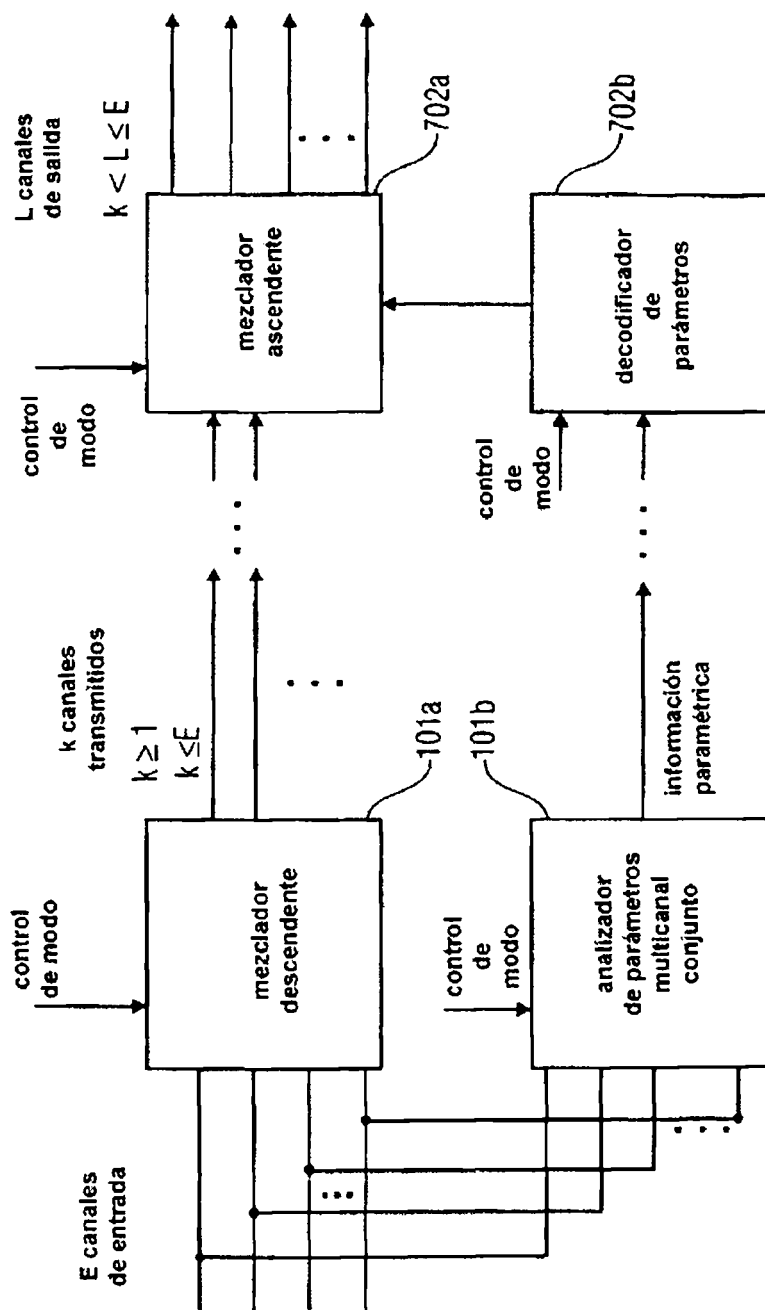 E canales
de entrada
control
de modo
mezclador
descendente
101a
k canales
transmitidos
k ≥ 1
k ≤ E
control
de
modo
mezclador
ascendente
702a
L canales
de salida
k < L ≤ E
control
de
modo
analizador
de parámetros
multicanal
conjunto
101b
información
paramétrica
control
de
modo
decodificador
de
parámetros
702b